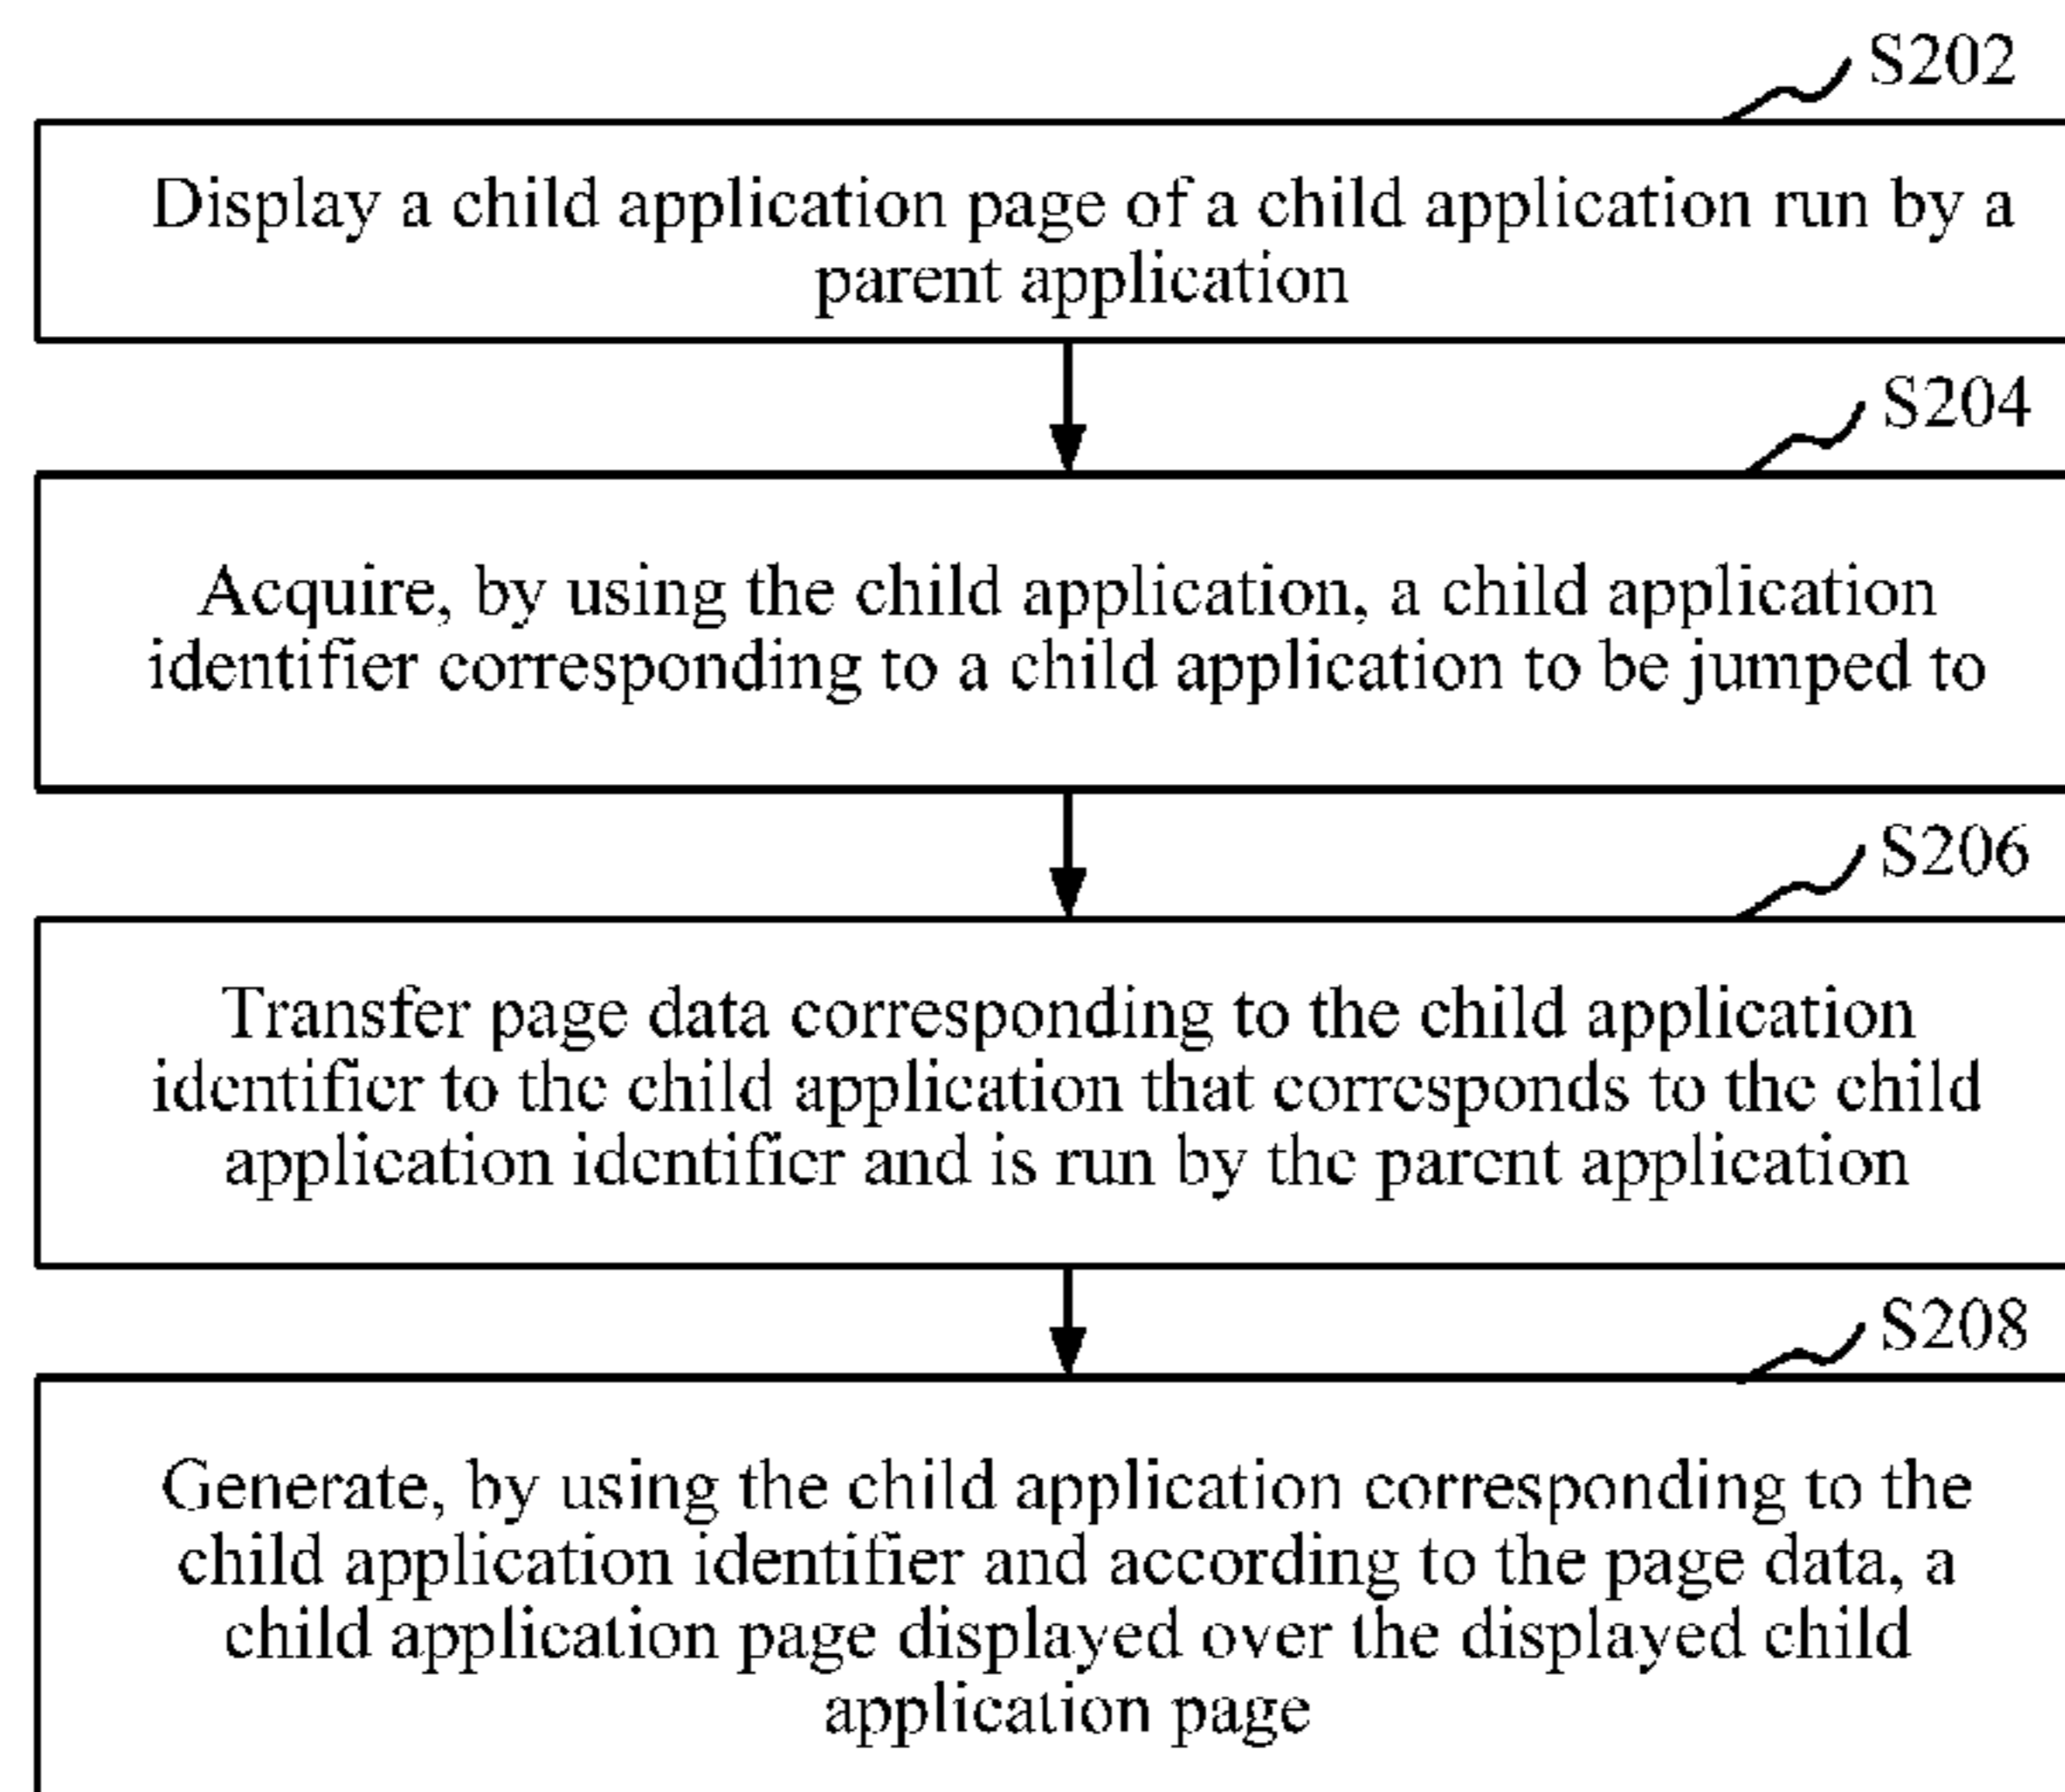 S202
Display a child application page of a child application run by a
parent application
S204
Acquire, by using the child application, a child application
identifier corresponding to a child application to be jumped to
S206
Transfer page data corresponding to the child application
identifier to the child application that corresponds to the child
application identifier and is run by the parent application
S208
Generate, by using the child application corresponding to the
child application identifier and according to the page data, a
child application page displayed over the displayed child
application page